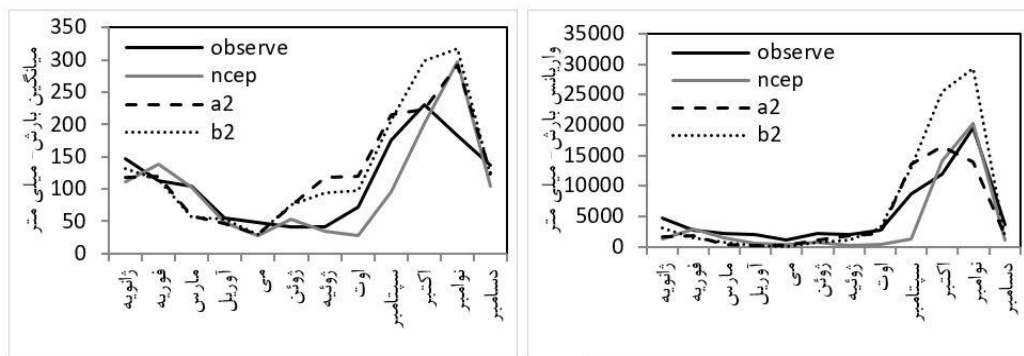 میانگین بارش- میلی متر
350
300
250
200
150
100
50
0
observe
ncep
a2
b2
ژانویه
فوریه
مارس
آوریل
می
ژوئن
ژوئیه
اوت
سپتامبر
اکتبر
نوامبر
دسامبر
واریانس بارش- میلی متر
35000
30000
25000
20000
15000
10000
5000
0
observe
ncep
a2
b2
ژانویه
فوریه
مارس
آوریل
می
ژوئن
ژوئیه
اوت
سپتامبر
اکتبر
نوامبر
دسامبر